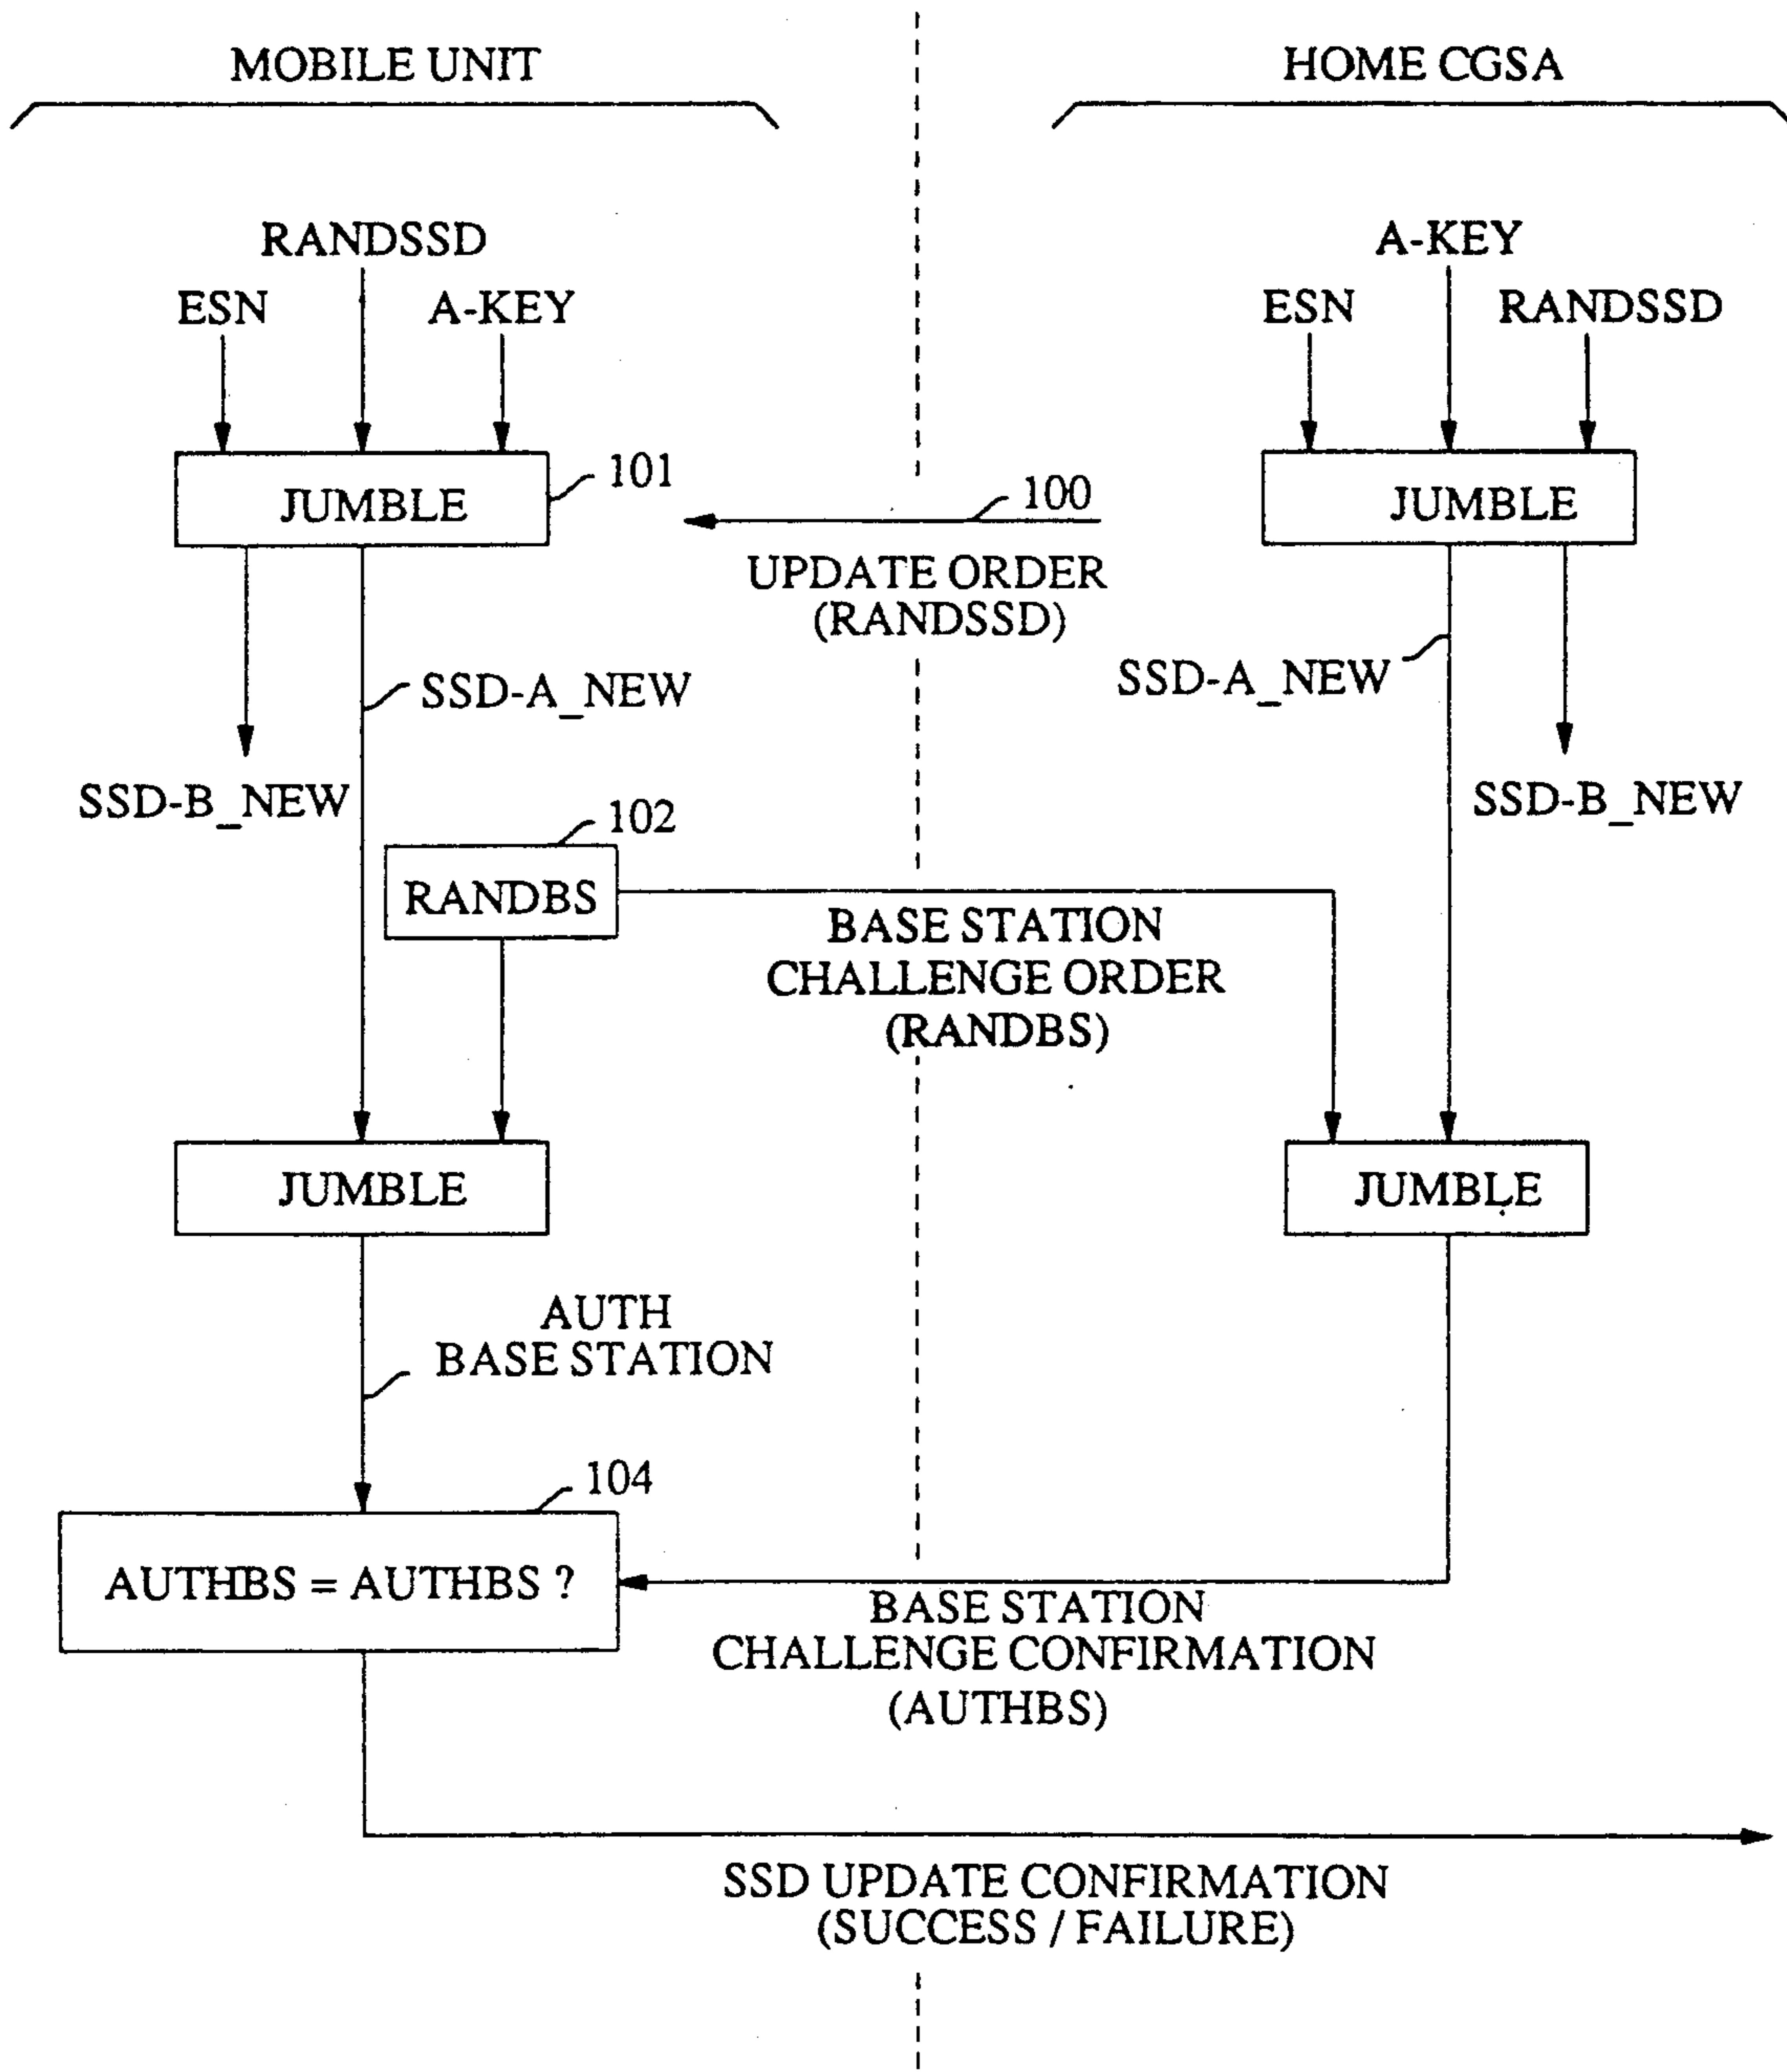 MOBILE UNIT
HOME CGSA
RANDSSD
ESN
A-KEY
A-KEY
ESN
RANDSSD
JUMBLE
101
100
UPDATE ORDER
(RANDSSD)
JUMBLE
SSD-A_NEW
SSD-A_NEW
SSD-B_NEW
SSD-B_NEW
102
RANDBS
BASE STATION
CHALLENGE ORDER
(RANDBS)
JUMBLE
JUMBLE
AUTH
BASE STATION
104
AUTHBS = AUTHBS ?
BASE STATION
CHALLENGE CONFIRMATION
(AUTHBS)
SSD UPDATE CONFIRMATION
(SUCCESS / FAILURE)